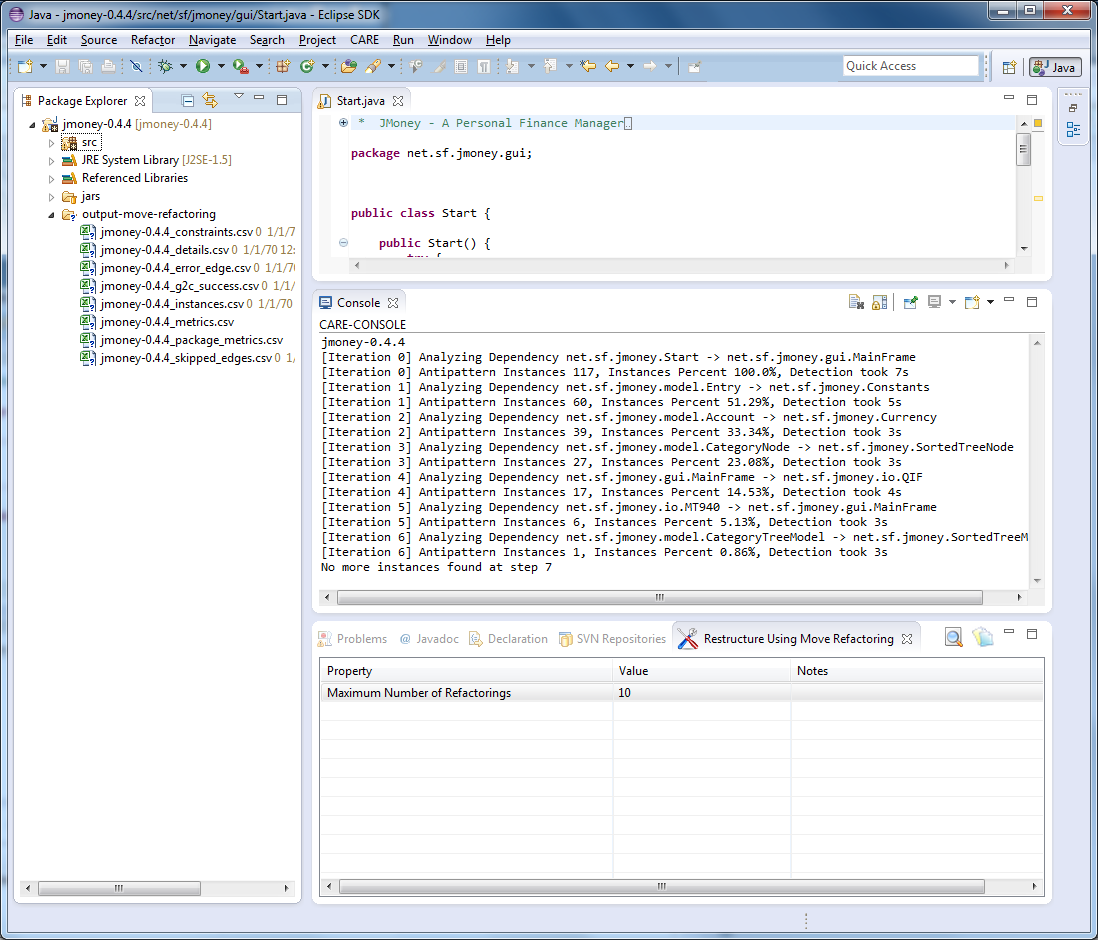 Java - jmoney-0.4.4/src/net/sf/jmoney/gui/Start.java - Eclipse SDK
File Edit Source Refactor Navigate Search Project CARE Run Window Help
Quick Access
Java
Package Explorer
jmoney-0.4.4 [jmoney-0.4.4]
src
JRE System Library [J2SE-1.5]
Referenced Libraries
jars
output-move-refactoring
jmoney-0.4.4_constraints.csv 0 1/1/7
jmoney-0.4.4_details.csv 0 1/1/70 12:
jmoney-0.4.4_error_edge.csv 0 1/1/70
jmoney-0.4.4_g2c_success.csv 0 1/1/
jmoney-0.4.4_instances.csv 0 1/1/70
jmoney-0.4.4_metrics.csv
jmoney-0.4.4_package_metrics.csv
jmoney-0.4.4_skipped_edges.csv 0 1/
Start.java
* JMoney - A Personal Finance Manager
package net.sf.jmoney.gui;
public class Start {
public Start() {
try {
Console
CARE-CONSOLE
jmoney-0.4.4
[Iteration 0] Analyzing Dependency net.sf.jmoney.Start -> net.sf.jmoney.gui.MainFrame
[Iteration 0] Antipattern Instances 117, Instances Percent 100.0%, Detection took 7s
[Iteration 1] Analyzing Dependency net.sf.jmoney.model.Entry -> net.sf.jmoney.Constants
[Iteration 1] Antipattern Instances 60, Instances Percent 51.29%, Detection took 5s
[Iteration 2] Analyzing Dependency net.sf.jmoney.model.Account -> net.sf.jmoney.Currency
[Iteration 2] Antipattern Instances 39, Instances Percent 33.34%, Detection took 3s
[Iteration 3] Analyzing Dependency net.sf.jmoney.model.CategoryNode -> net.sf.jmoney.SortedTreeNode
[Iteration 3] Antipattern Instances 27, Instances Percent 23.08%, Detection took 3s
[Iteration 4] Analyzing Dependency net.sf.jmoney.gui.MainFrame -> net.sf.jmoney.io.QIF
[Iteration 4] Antipattern Instances 17, Instances Percent 14.53%, Detection took 4s
[Iteration 5] Analyzing Dependency net.sf.jmoney.io.MT940 -> net.sf.jmoney.gui.MainFrame
[Iteration 5] Antipattern Instances 6, Instances Percent 5.13%, Detection took 3s
[Iteration 6] Analyzing Dependency net.sf.jmoney.model.CategoryTreeModel -> net.sf.jmoney.SortedTreeM
[Iteration 6] Antipattern Instances 1, Instances Percent 0.86%, Detection took 3s
No more instances found at step 7
Problems @ Javadoc Declaration SVN Repositories Restructure Using Move Refactoring
Property Value Notes
Maximum Number of Refactorings 10